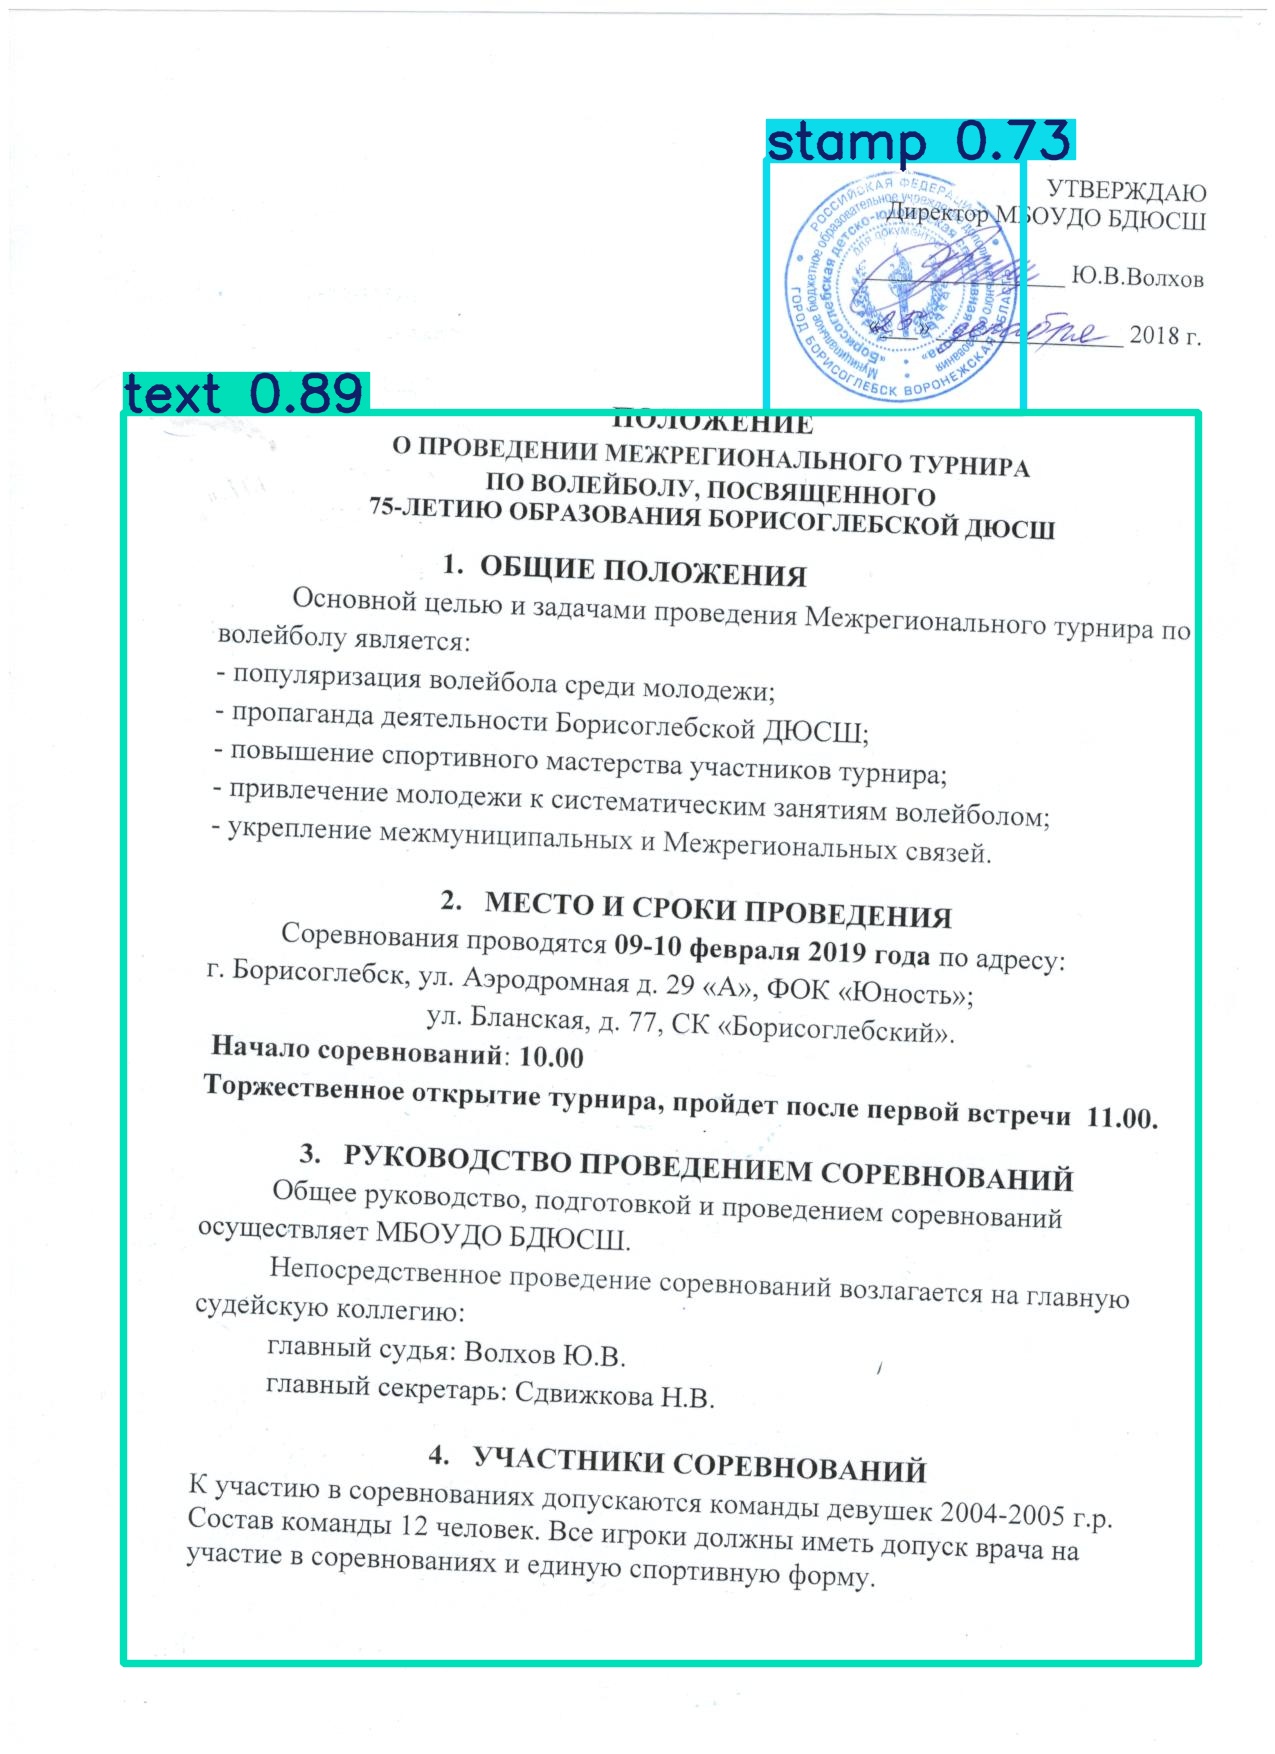 stamp 0.73
РОССИЙСКАЯ ФЕДЕРАЦИЯ
ГОРОД БОРИСОГЛЕБСК ВОРОНЕЖСКАЯ ОБЛАСТЬ
Муниципальное бюджетное образовательное учреждение дополнительного образования
«Борисоглебская детско-юношеская спортивная школа»
для документов
УТВЕРЖДАЮ
Директор МБОУДО БДЮСШ
Ю.В.Волхов
«25» декабря 2018 г.
text 0.89
ПОЛОЖЕНИЕ
О ПРОВЕДЕНИИ МЕЖРЕГИОНАЛЬНОГО ТУРНИРА
ПО ВОЛЕЙБОЛУ, ПОСВЯЩЕННОГО
75-ЛЕТИЮ ОБРАЗОВАНИЯ БОРИСОГЛЕБСКОЙ ДЮСШ
1. ОБЩИЕ ПОЛОЖЕНИЯ
Основной целью и задачами проведения Межрегионального турнира по
волейболу является:
- популяризация волейбола среди молодежи;
- пропаганда деятельности Борисоглебской ДЮСШ;
- повышение спортивного мастерства участников турнира;
- привлечение молодежи к систематическим занятиям волейболом;
- укрепление межмуниципальных и Межрегиональных связей.
2. МЕСТО И СРОКИ ПРОВЕДЕНИЯ
Соревнования проводятся 09-10 февраля 2019 года по адресу:
г. Борисоглебск, ул. Аэродромная д. 29 «А», ФОК «Юность»;
ул. Бланская, д. 77, СК «Борисоглебский».
Начало соревнований: 10.00
Торжественное открытие турнира, пройдет после первой встречи 11.00.
3. РУКОВОДСТВО ПРОВЕДЕНИЕМ СОРЕВНОВАНИЙ
Общее руководство, подготовкой и проведением соревнований
осуществляет МБОУДО БДЮСШ.
Непосредственное проведение соревнований возлагается на главную
судейскую коллегию:
главный судья: Волхов Ю.В.
главный секретарь: Сдвижкова Н.В.
4. УЧАСТНИКИ СОРЕВНОВАНИЙ
К участию в соревнованиях допускаются команды девушек 2004-2005 г.р.
Состав команды 12 человек. Все игроки должны иметь допуск врача на
участие в соревнованиях и единую спортивную форму.